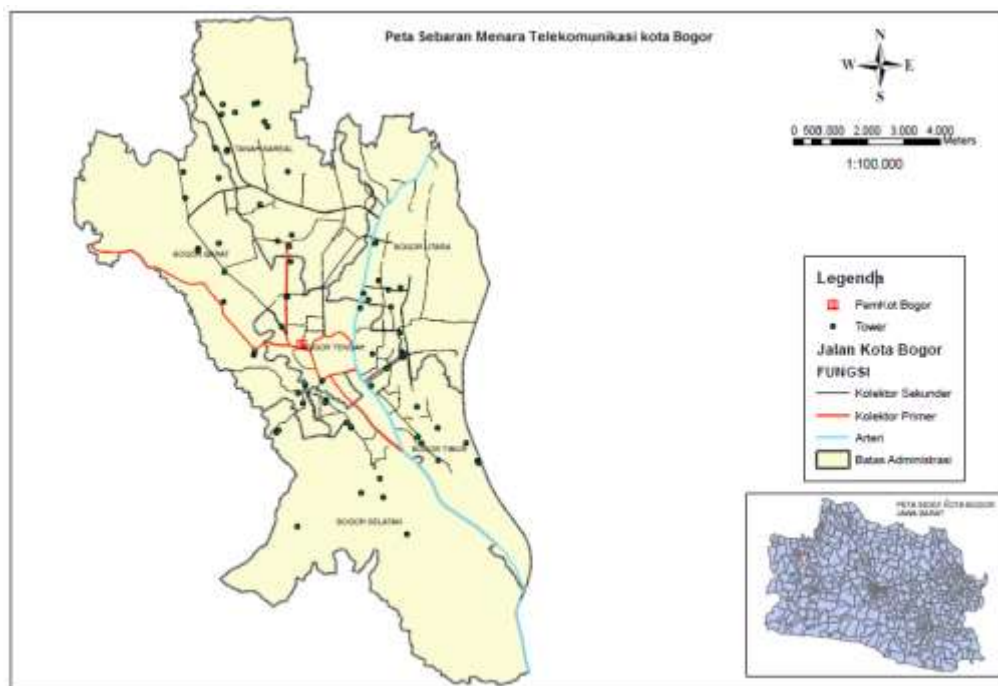 Peta Sebaran Menara Telekomunikasi kota Bogor
N
W E
S
0 500 1.000 2.000 3.000 4.000
Meters
1:100.000
TANAH SAREAL
BOGOR UTARA
BOGOR BARAT
BOGOR TENGAH
BOGOR TIMUR
BOGOR SELATAN
Legenda
PemKot Bogor
Tower
Jalan Kota Bogor
FUNGSI
Kolektor Sekunder
Kolektor Primer
Arteri
Batas Administrasi
KOTA BOGOR
JAWA BARAT